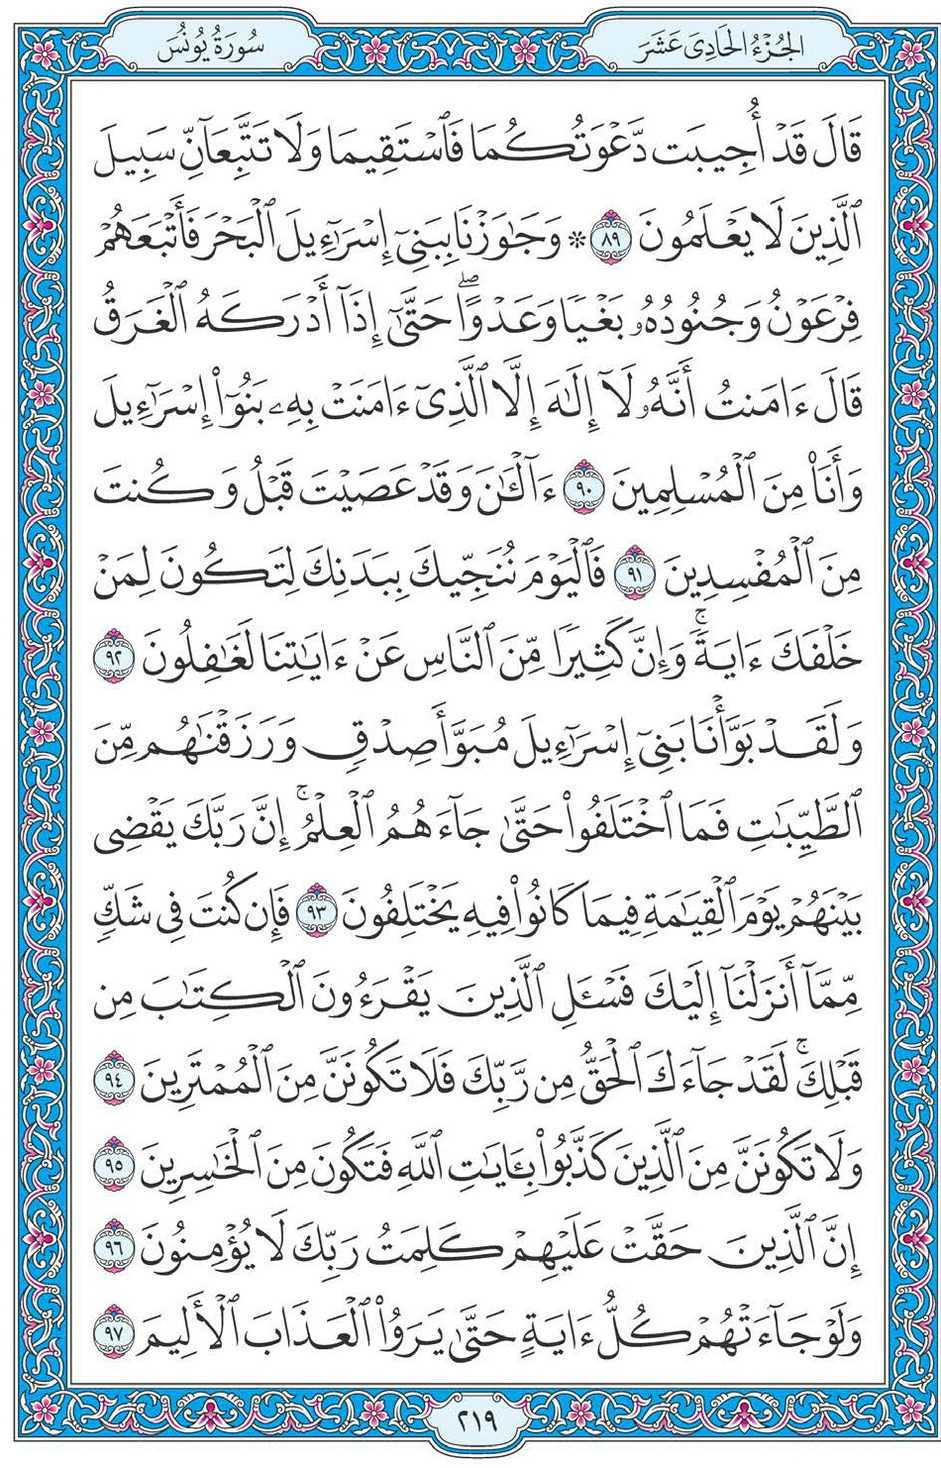 الجُزْءُ الحَادِىَ عَشَرَ
سُورَةُ يُونُسَ
قَالَ قَدْ أُجِيبَت دَّعْوَتُكُمَا فَٱسْتَقِيمَا وَلَا تَتَّبِعَآنِّ سَبِيلَ
ٱلَّذِينَ لَا يَعْلَمُونَ ٨٩ ۞ وَجَٰوَزْنَا بِبَنِىٓ إِسْرَٰٓءِيلَ ٱلْبَحْرَ فَأَتْبَعَهُمْ
فِرْعَوْنُ وَجُنُودُهُۥ بَغْيًا وَعَدْوًا ۖ حَتَّىٰٓ إِذَآ أَدْرَكَهُ ٱلْغَرَقُ
قَالَ ءَامَنتُ أَنَّهُۥ لَآ إِلَٰهَ إِلَّا ٱلَّذِىٓ ءَامَنَتْ بِهِۦ بَنُوٓا۟ إِسْرَٰٓءِيلَ
وَأَنَا۠ مِنَ ٱلْمُسْلِمِينَ ٩٠ ءَآلْـَٰٔنَ وَقَدْ عَصَيْتَ قَبْلُ وَكُنتَ
مِنَ ٱلْمُفْسِدِينَ ٩١ فَٱلْيَوْمَ نُنَجِّيكَ بِبَدَنِكَ لِتَكُونَ لِمَنْ
خَلْفَكَ ءَايَةً ۚ وَإِنَّ كَثِيرًا مِّنَ ٱلنَّاسِ عَنْ ءَايَٰتِنَا لَغَٰفِلُونَ ٩٢
وَلَقَدْ بَوَّأْنَا بَنِىٓ إِسْرَٰٓءِيلَ مُبَوَّأَ صِدْقٍ وَرَزَقْنَٰهُم مِّنَ
ٱلطَّيِّبَٰتِ فَمَا ٱخْتَلَفُوا۟ حَتَّىٰ جَآءَهُمُ ٱلْعِلْمُ ۚ إِنَّ رَبَّكَ يَقْضِى
بَيْنَهُمْ يَوْمَ ٱلْقِيَٰمَةِ فِيمَا كَانُوا۟ فِيهِ يَخْتَلِفُونَ ٩٣ فَإِن كُنتَ فِى شَكٍّ
مِّمَّآ أَنزَلْنَآ إِلَيْكَ فَسْـَٔلِ ٱلَّذِينَ يَقْرَءُونَ ٱلْكِتَٰبَ مِن
قَبْلِكَ ۚ لَقَدْ جَآءَكَ ٱلْحَقُّ مِن رَّبِّكَ فَلَا تَكُونَنَّ مِنَ ٱلْمُمْتَرِينَ ٩٤
وَلَا تَكُونَنَّ مِنَ ٱلَّذِينَ كَذَّبُوا۟ بِـَٔايَٰتِ ٱللَّهِ فَتَكُونَ مِنَ ٱلْخَٰسِرِينَ ٩٥
إِنَّ ٱلَّذِينَ حَقَّتْ عَلَيْهِمْ كَلِمَتُ رَبِّكَ لَا يُؤْمِنُونَ ٩٦
وَلَوْ جَآءَتْهُمْ كُلُّ ءَايَةٍ حَتَّىٰ يَرَوُا۟ ٱلْعَذَابَ ٱلْأَلِيمَ ٩٧
٢١٩